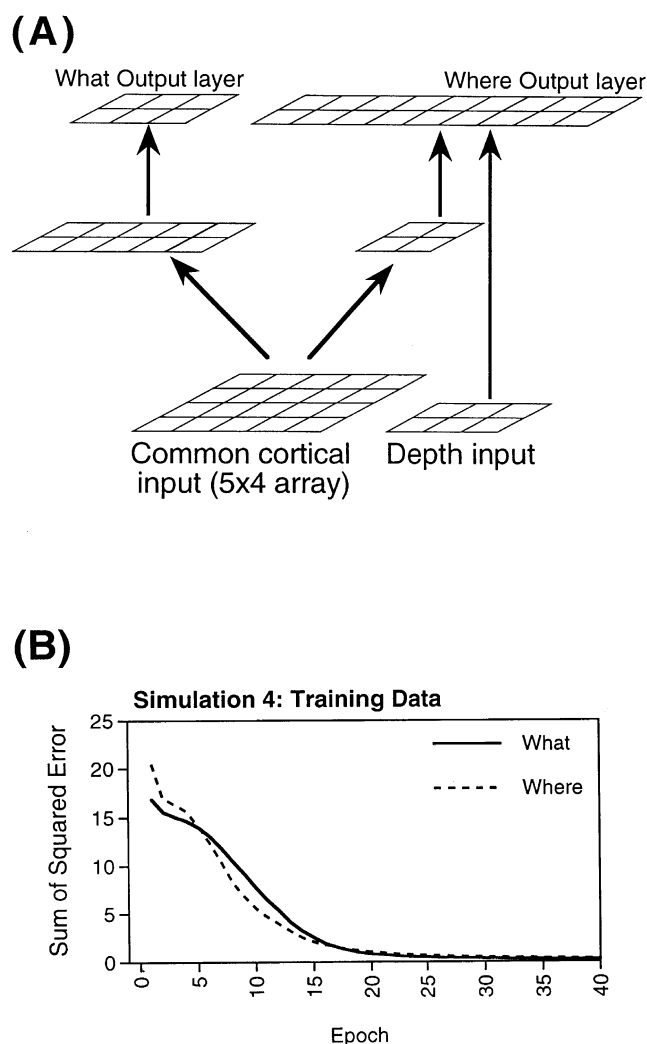 (A)
What Output layer
Where Output layer
Common cortical
input (5x4 array)
Depth input
(B)
Simulation 4: Training Data
Sum of Squared Error
25
20
15
10
5
0
What
Where
0
5
10
15
20
25
30
35
40
Epoch